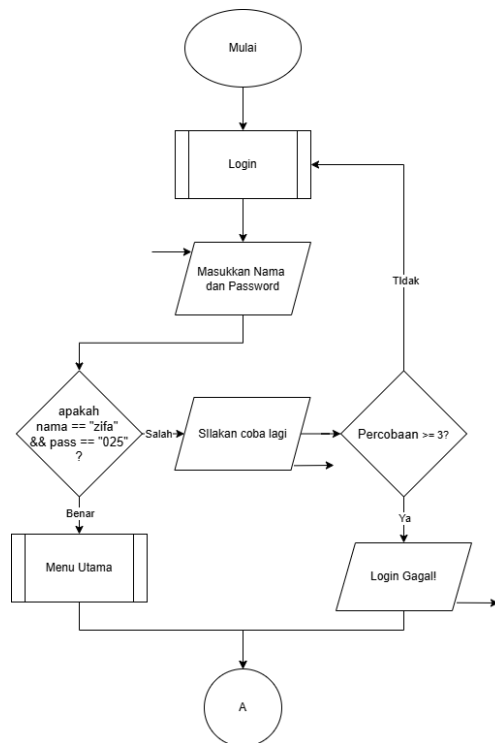 Mulai
Login
Masukkan Nama
dan Password
TIdak
apakah
nama == "zifa"
&& pass == "025"
?
Salah
SIlakan coba lagi
Percobaan >= 3?
Benar
Ya
Menu Utama
Login Gagal!
A